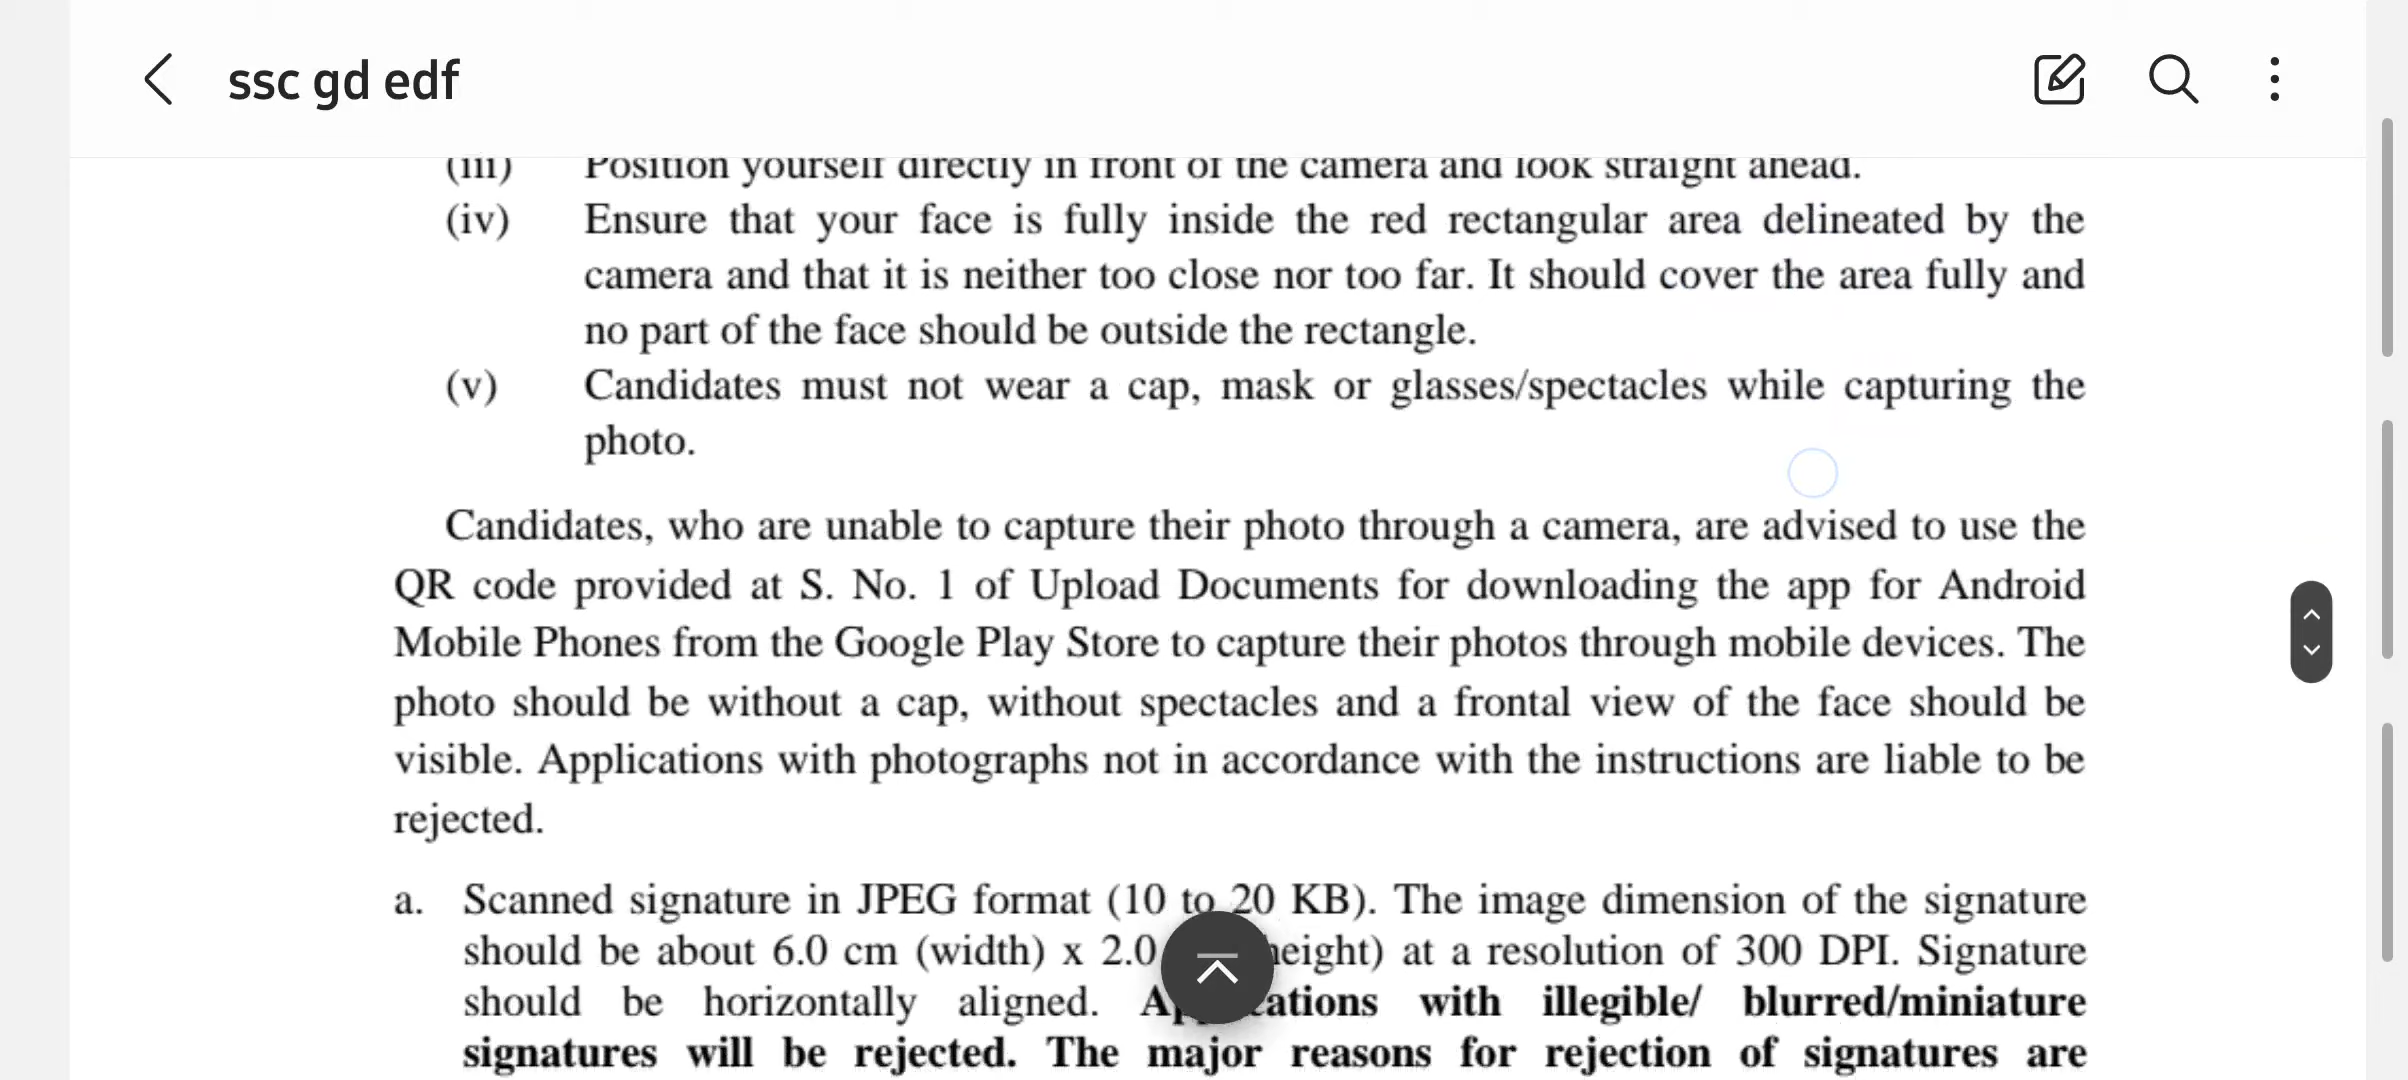 ssc gd edf
(iii) Position yourself directly in front of the camera and look straight ahead.
(iv) Ensure that your face is fully inside the red rectangular area delineated by the
camera and that it is neither too close nor too far. It should cover the area fully and
no part of the face should be outside the rectangle.
(v) Candidates must not wear a cap, mask or glasses/spectacles while capturing the
photo.
Candidates, who are unable to capture their photo through a camera, are advised to use the
QR code provided at S. No. 1 of Upload Documents for downloading the app for Android
Mobile Phones from the Google Play Store to capture their photos through mobile devices. The
photo should be without a cap, without spectacles and a frontal view of the face should be
visible. Applications with photographs not in accordance with the instructions are liable to be
rejected.
a. Scanned signature in JPEG format (10 to 20 KB). The image dimension of the signature
should be about 6.0 cm (width) x 2.0 height) at a resolution of 300 DPI. Signature
should be horizontally aligned. Applications with illegible/ blurred/miniature
signatures will be rejected. The major reasons for rejection of signatures are